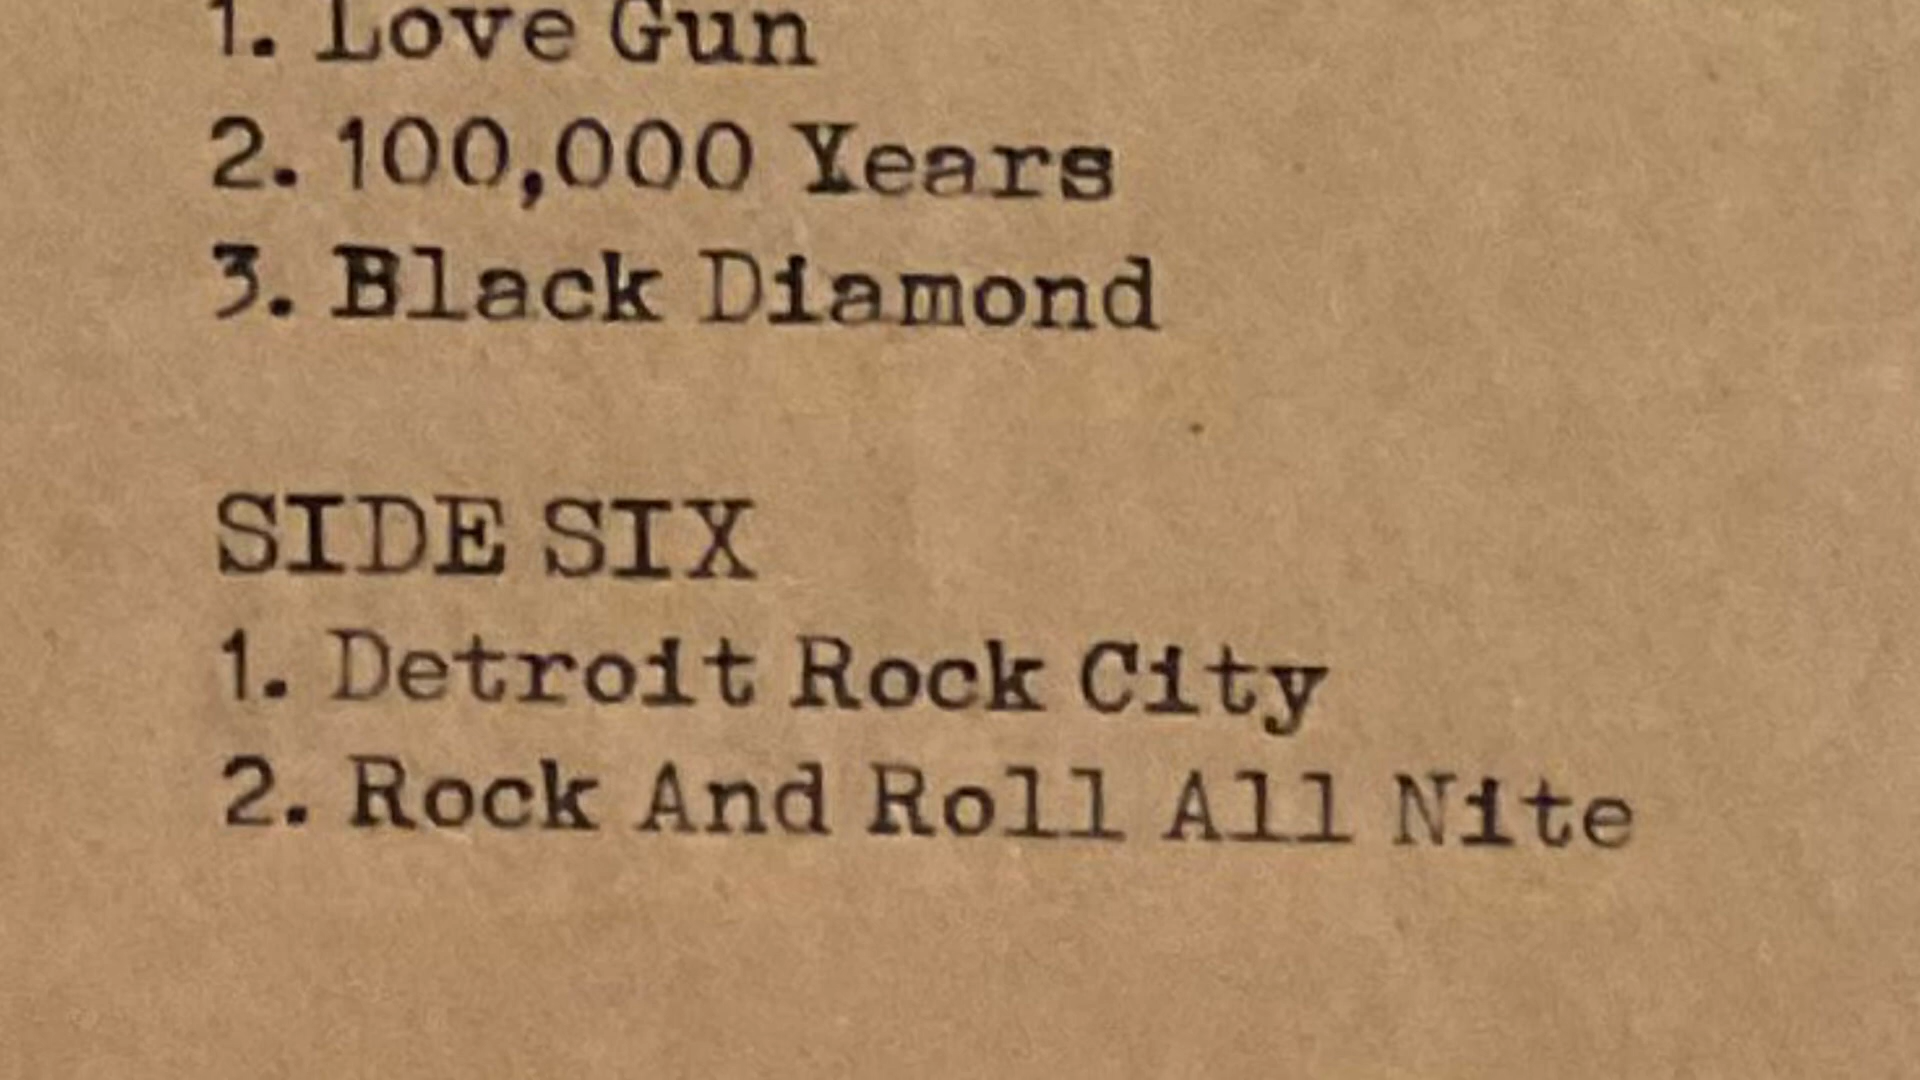 1. Love Gun
2. 100,000 Years
3. Black Diamond
SIDE SIX
1. Detroit Rock City
2. Rock And Roll All Nite